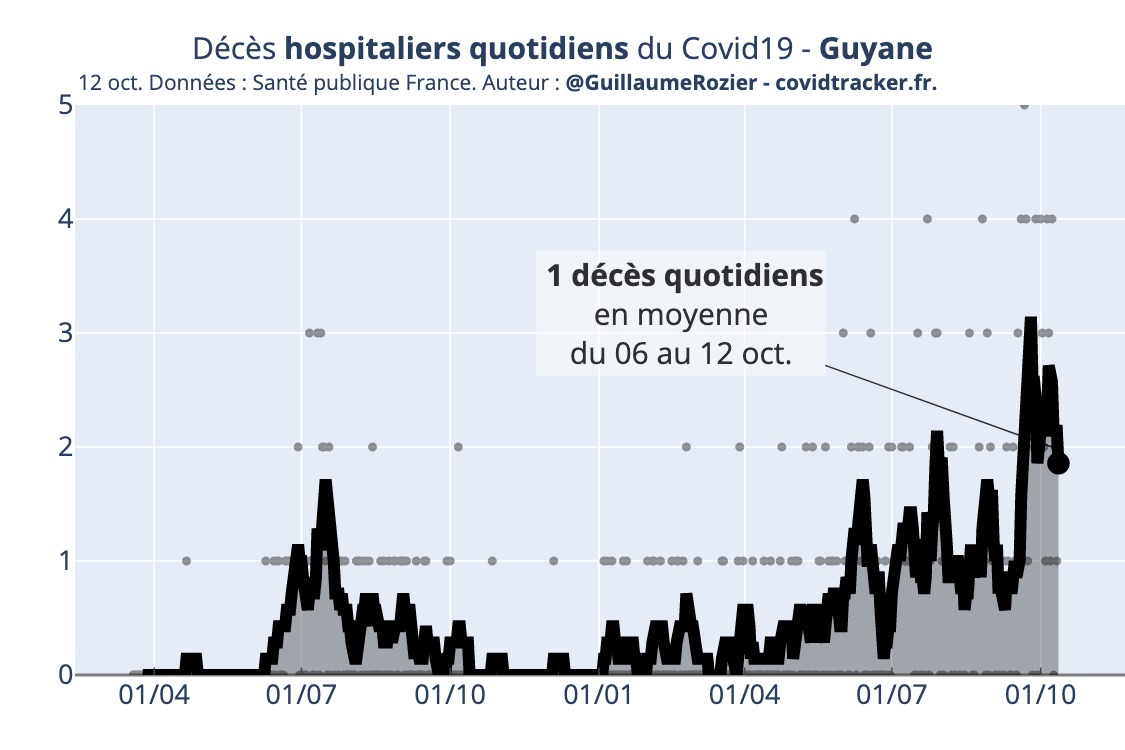 Décès hospitaliers quotidiens du Covid19 - Guyane
12 oct. Données : Santé publique France. Auteur : @GuillaumeRozier - covidtracker.fr.
5
4
3
2
1
0
1 décès quotidiens
en moyenne
du 06 au 12 oct.
01/04 01/07 01/10 01/01 01/04 01/07 01/10